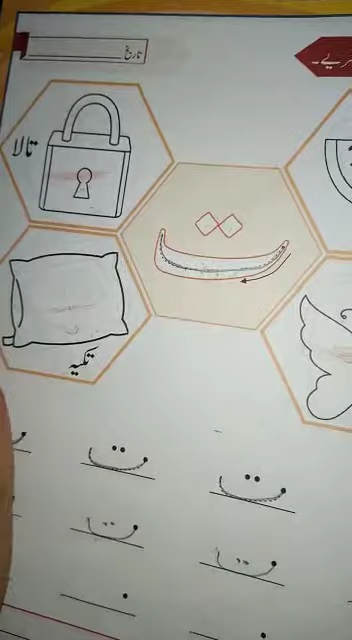 تاریخ
تالا
ت
تکیہ
ت ت
ت ت